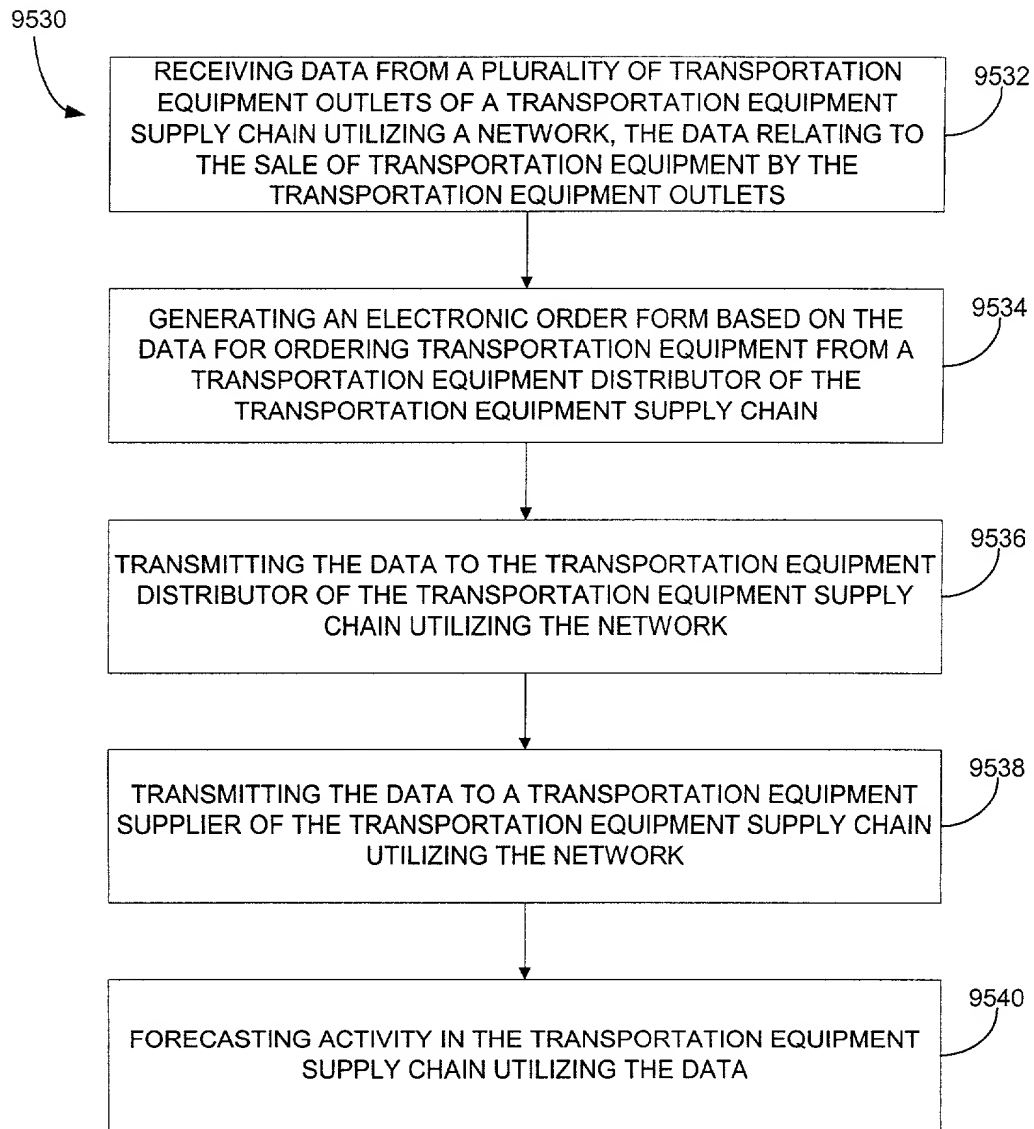 9530
RECEIVING DATA FROM A PLURALITY OF TRANSPORTATION
EQUIPMENT OUTLETS OF A TRANSPORTATION EQUIPMENT
SUPPLY CHAIN UTILIZING A NETWORK, THE DATA RELATING TO
THE SALE OF TRANSPORTATION EQUIPMENT BY THE
TRANSPORTATION EQUIPMENT OUTLETS
9532
GENERATING AN ELECTRONIC ORDER FORM BASED ON THE
DATA FOR ORDERING TRANSPORTATION EQUIPMENT FROM A
TRANSPORTATION EQUIPMENT DISTRIBUTOR OF THE
TRANSPORTATION EQUIPMENT SUPPLY CHAIN
9534
TRANSMITTING THE DATA TO THE TRANSPORTATION EQUIPMENT
DISTRIBUTOR OF THE TRANSPORTATION EQUIPMENT SUPPLY
CHAIN UTILIZING THE NETWORK
9536
TRANSMITTING THE DATA TO A TRANSPORTATION EQUIPMENT
SUPPLIER OF THE TRANSPORTATION EQUIPMENT SUPPLY CHAIN
UTILIZING THE NETWORK
9538
FORECASTING ACTIVITY IN THE TRANSPORTATION EQUIPMENT
SUPPLY CHAIN UTILIZING THE DATA
9540